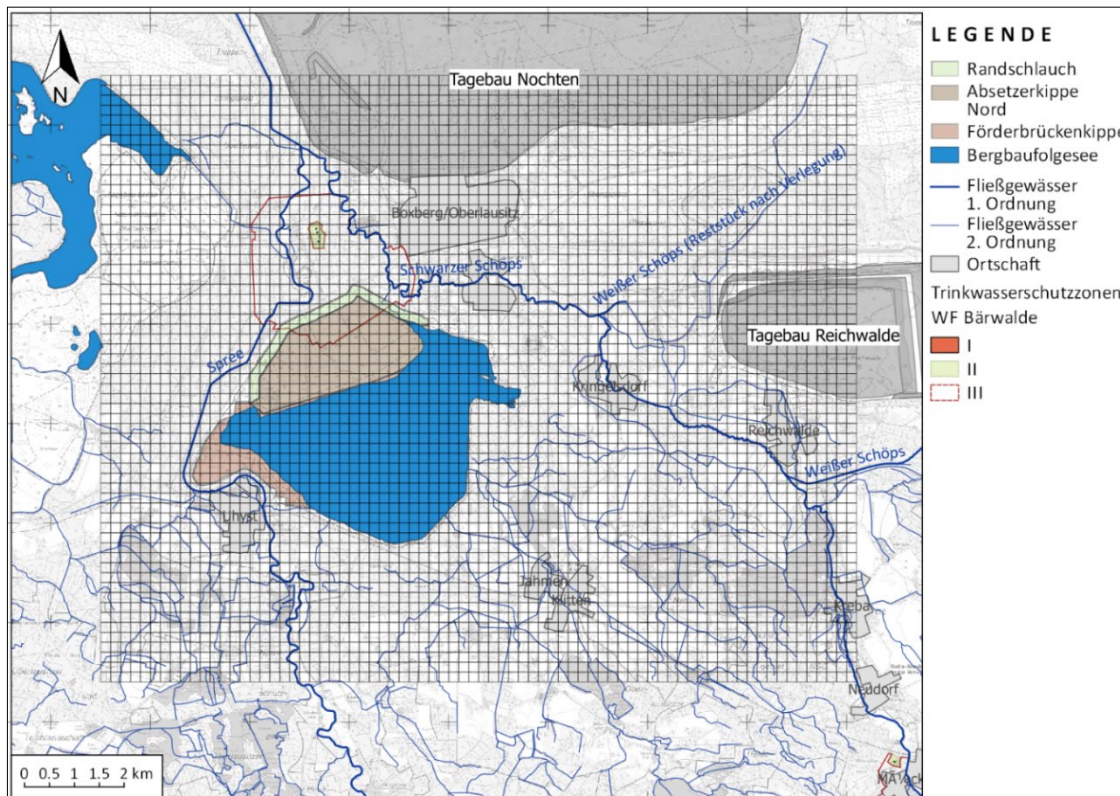 Tagebau Nochten
N
Boxberg/Oberlausitz
Weißer Schöps (Reststück nach Verlegung)
Schwarzer Schöps
Tagebau Reichwalde
Spree
Kringelsdorf
Reichwalde
Weißer Schöps
Uhyst
Jahmen
Klitten
Kreba
Neudorf
0 0.5 1 1.5 2 km
LEGENDE
Randschlauch
Absetzerkippe
Nord
Förderbrückenkippe
Bergbaufolgesee
Fließgewässer
1. Ordnung
Fließgewässer
2. Ordnung
Ortschaft
Trinkwasserschutzzonen
WF Bärwalde
I
II
III